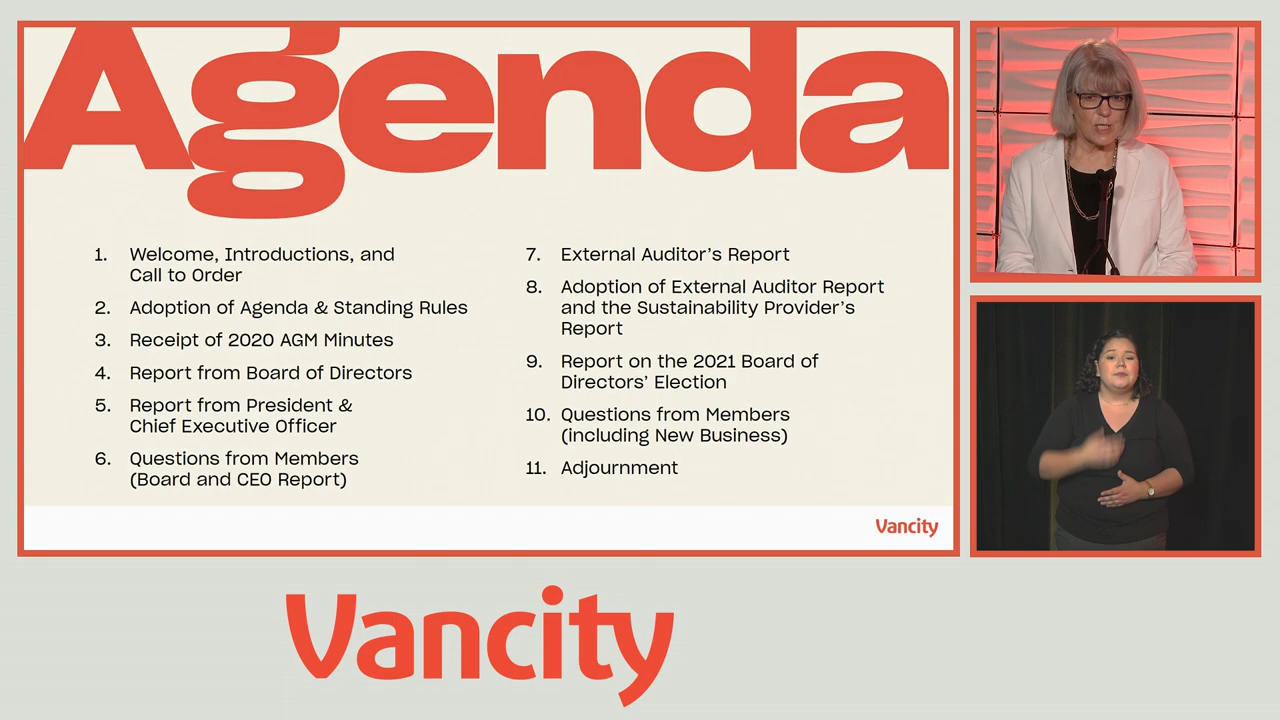 Agenda
1. Welcome, Introductions, and
Call to Order
2. Adoption of Agenda & Standing Rules
3. Receipt of 2020 AGM Minutes
4. Report from Board of Directors
5. Report from President &
Chief Executive Officer
6. Questions from Members
(Board and CEO Report)
7. External Auditor's Report
8. Adoption of External Auditor Report
and the Sustainability Provider's
Report
9. Report on the 2021 Board of
Directors' Election
10. Questions from Members
(including New Business)
11. Adjournment
Vancity
Vancity